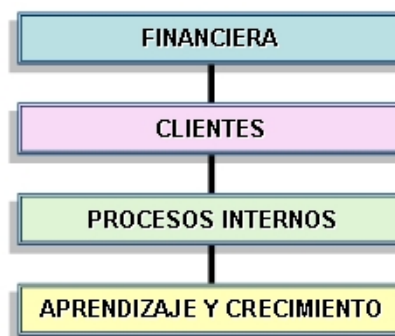 FINANCIERA
CLIENTES
PROCESOS INTERNOS
APRENDIZAJE Y CRECIMIENTO